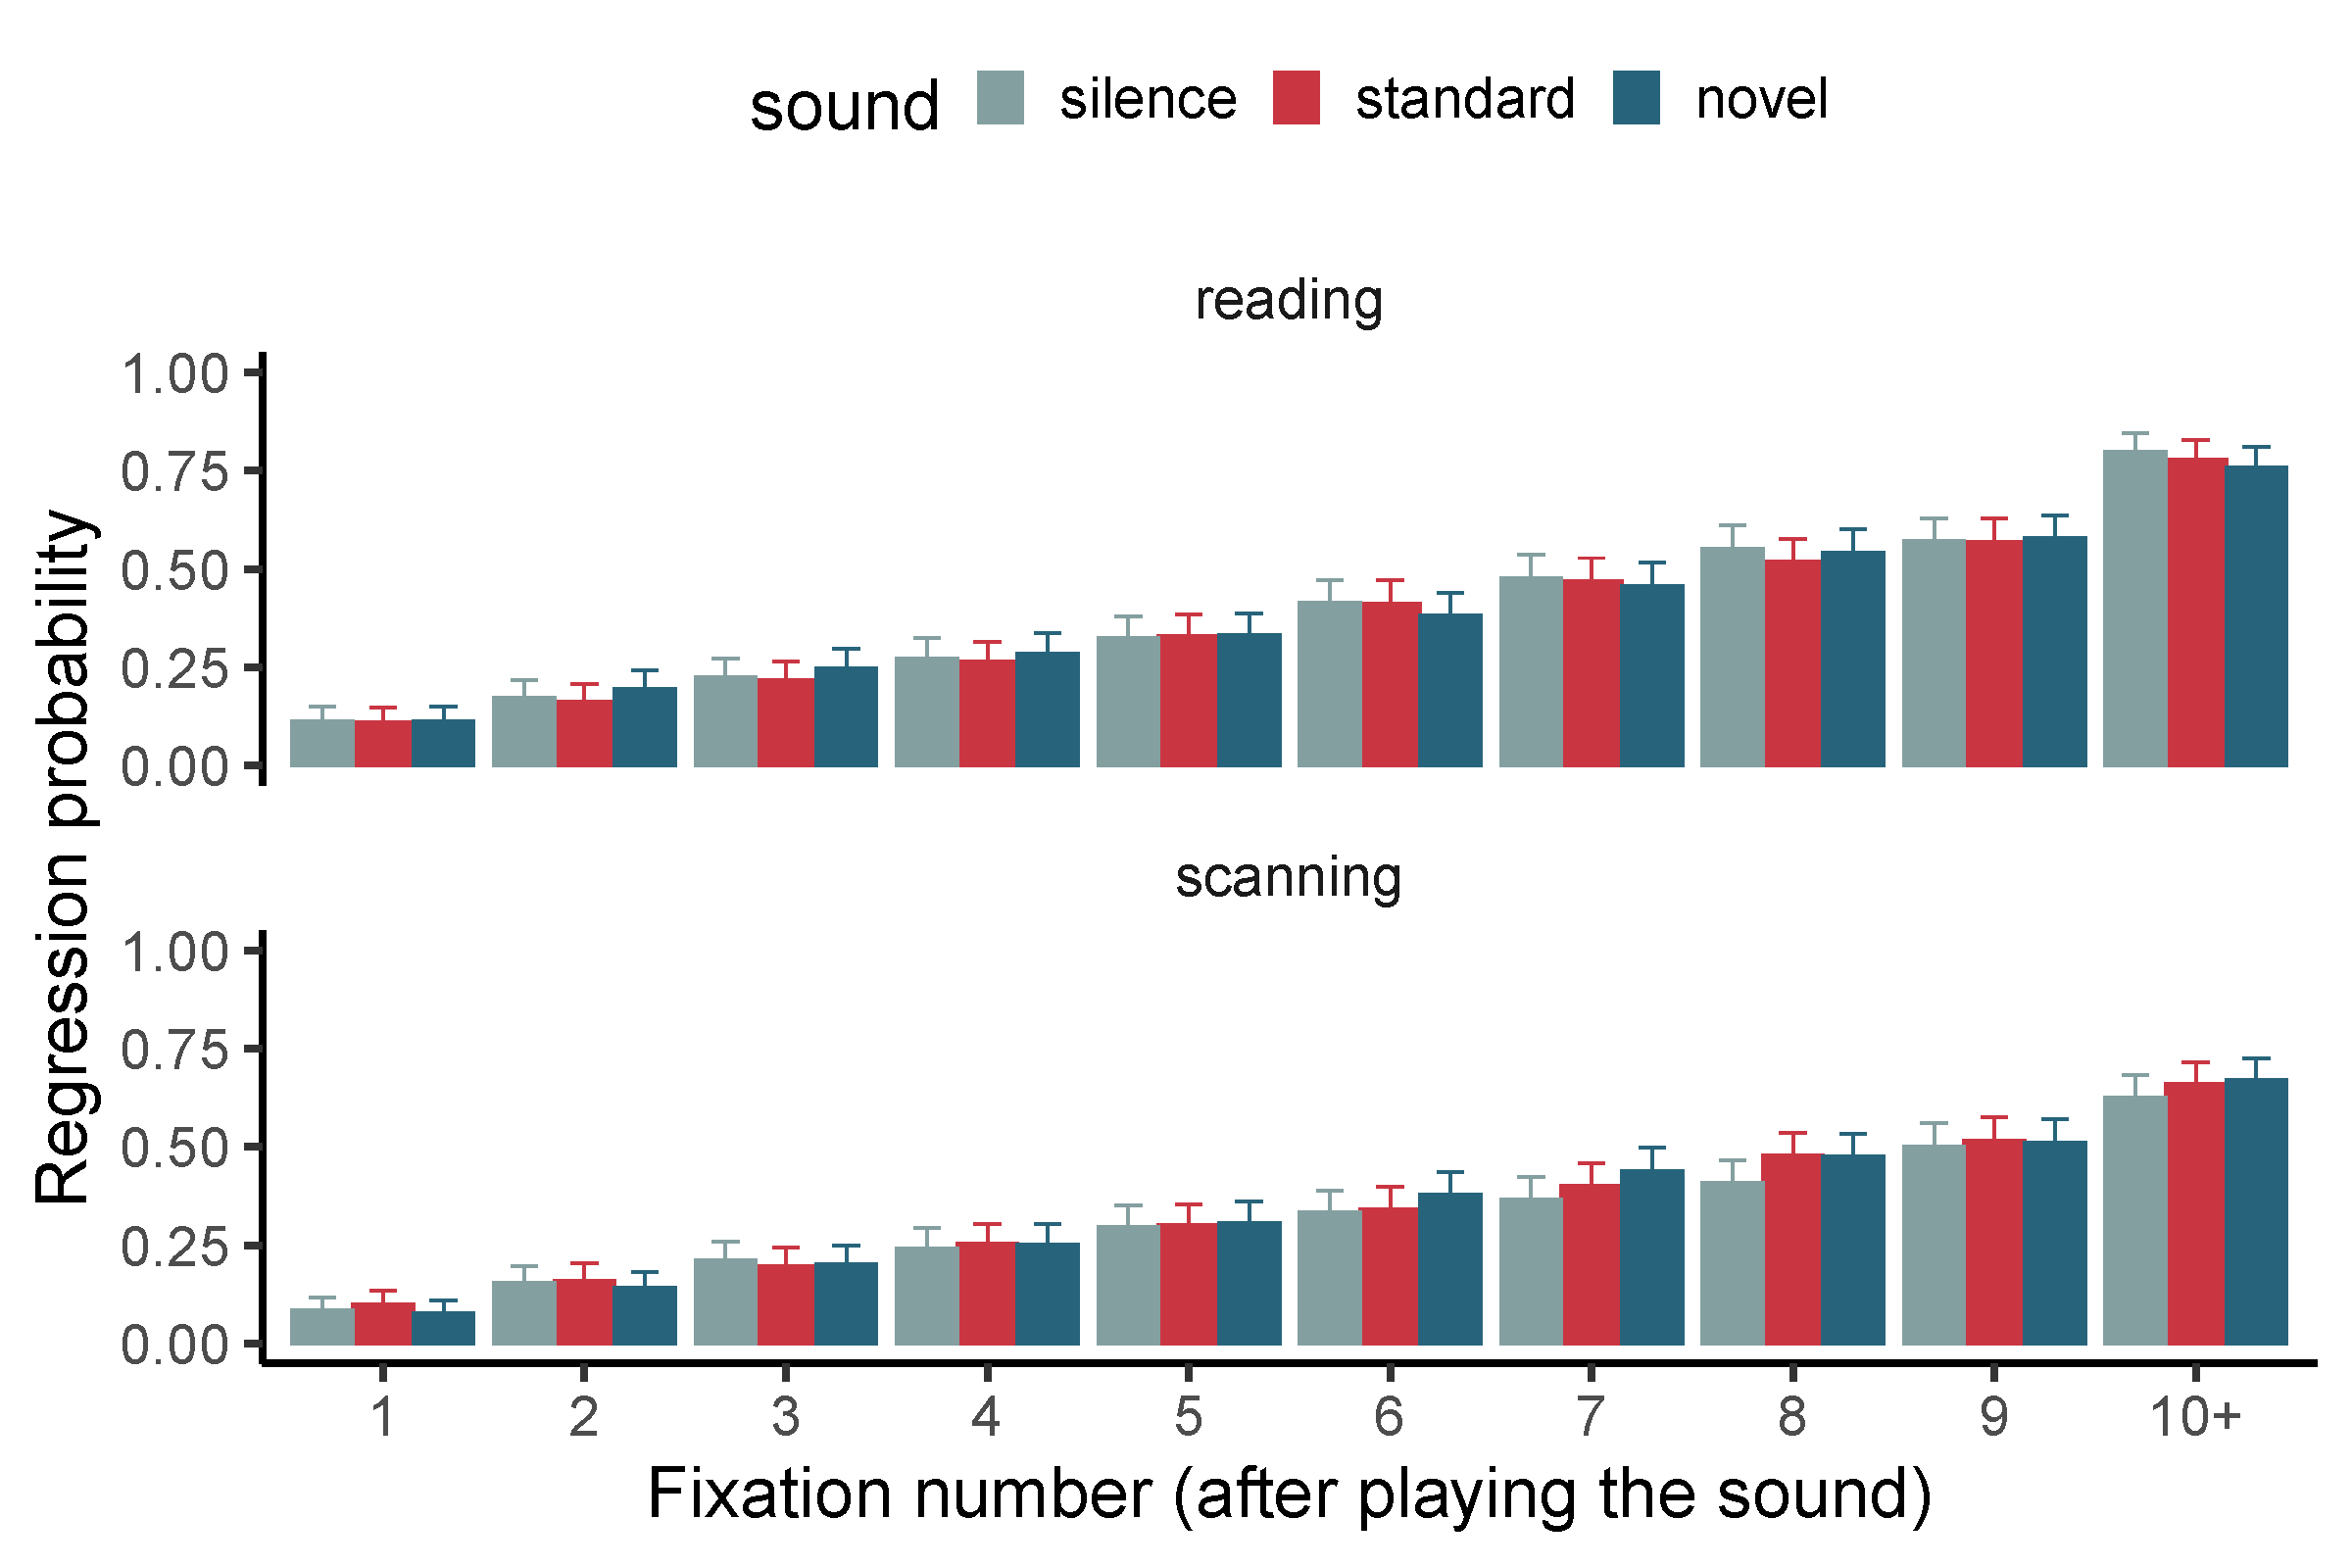 sound silence standard novel
reading
1.00
0.75
0.50
0.25
0.00
Regression probability
scanning
1.00
0.75
0.50
0.25
0.00
1 2 3 4 5 6 7 8 9 10+
Fixation number (after playing the sound)